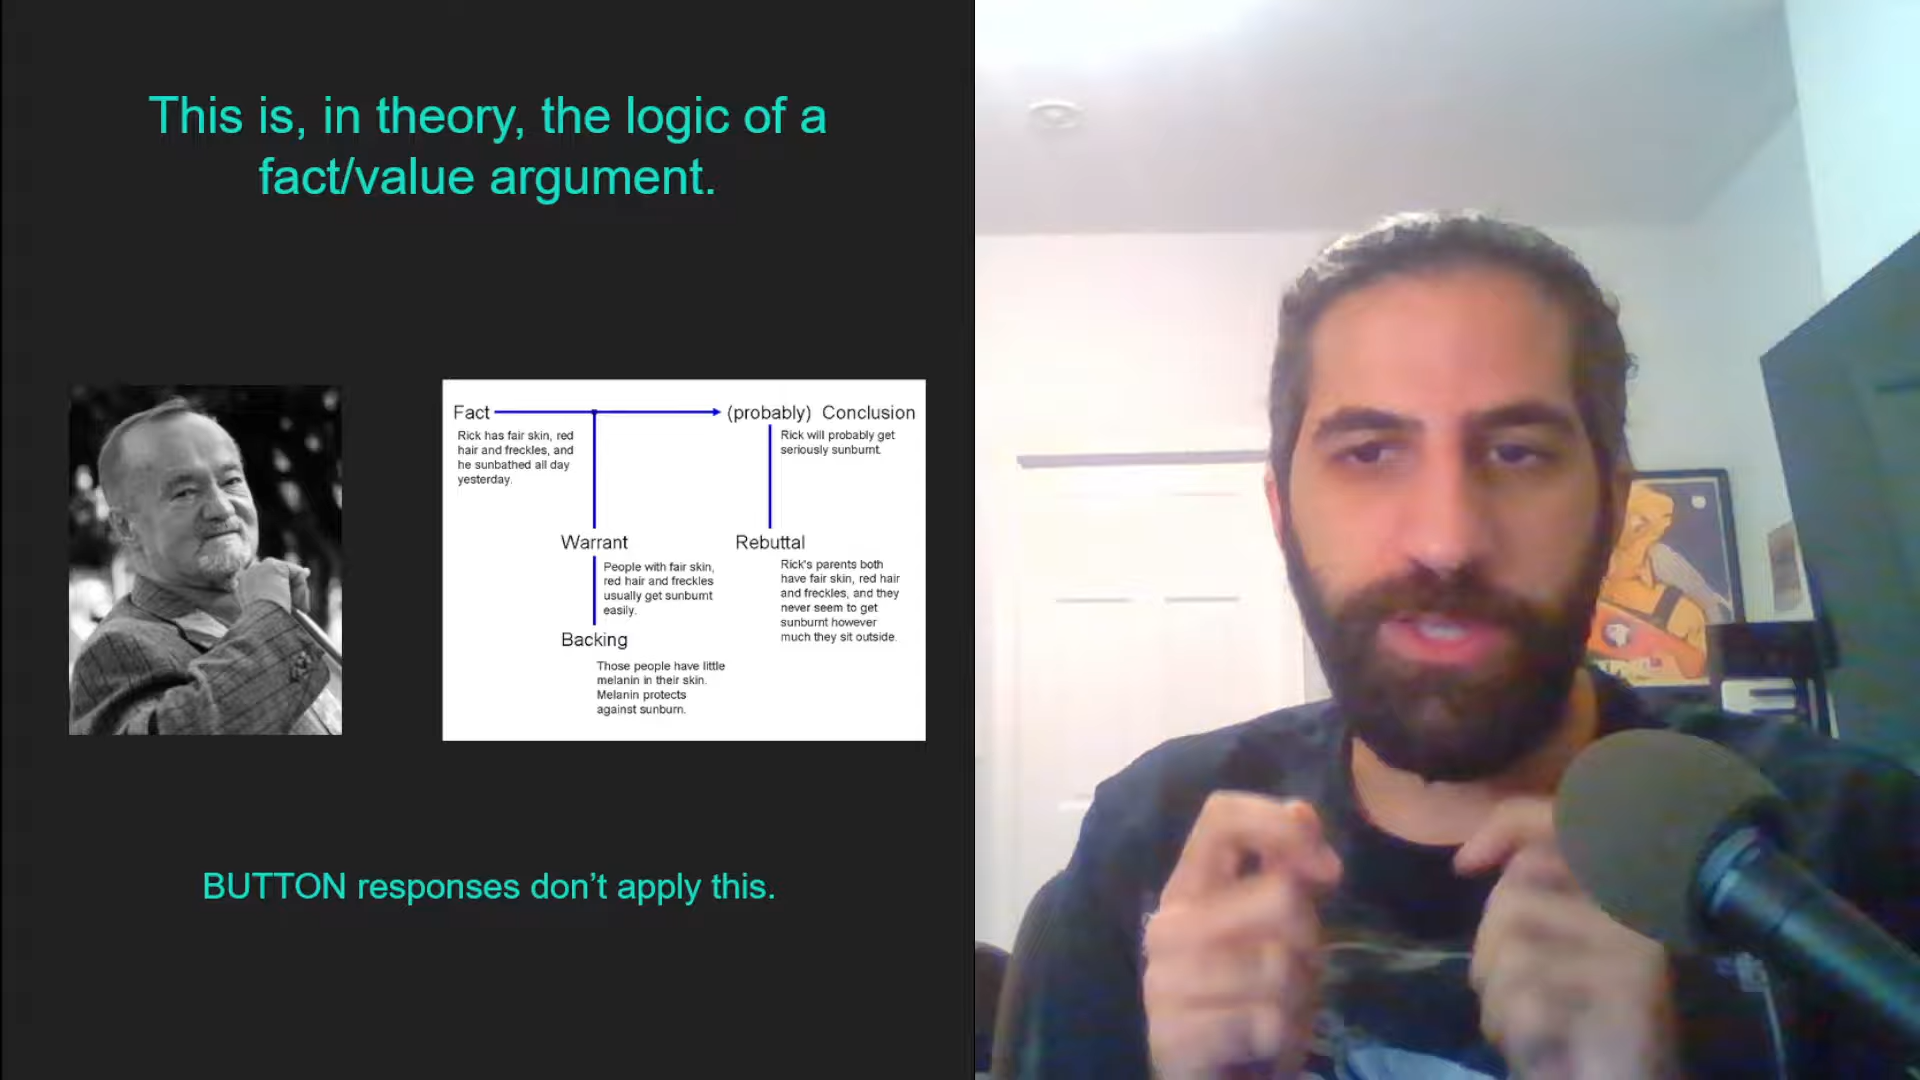 This is, in theory, the logic of a
fact/value argument.
Fact
(probably) Conclusion
Rick has fair skin, red
hair and freckles, and
he sunbathed all day
yesterday.
Rick will probably get
seriously sunburnt.
Warrant
Rebuttal
People with fair skin,
red hair and freckles
usually get sunburnt
easily.
Rick's parents both
have fair skin, red hair
and freckles, and they
never seem to get
sunburnt however
much they sit outside.
Backing
Those people have little
melanin in their skin.
Melanin protects
against sunburn.
BUTTON responses don’t apply this.